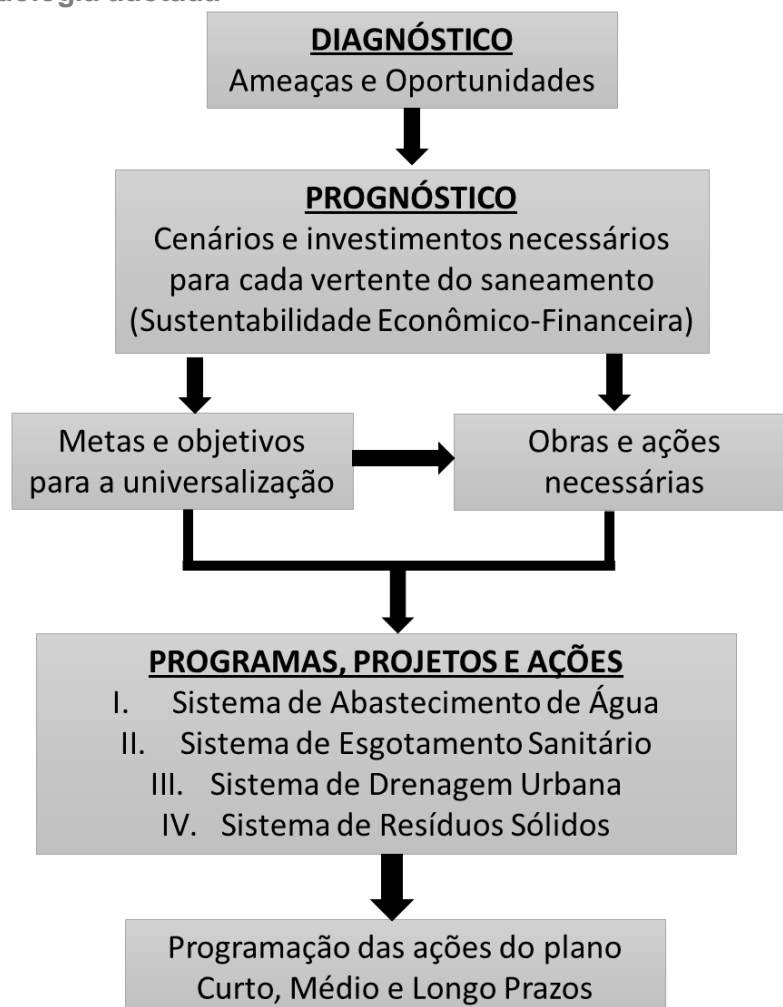 adotada
DIAGNÓSTICO
Ameaças e Oportunidades
PROGNÓSTICO
Cenários e investimentos necessários
para cada vertente do saneamento
(Sustentabilidade Econômico-Financeira)
Metas e objetivos
para a universalização
Obras e ações
necessárias
PROGRAMAS, PROJETOS E AÇÕES
I. Sistema de Abastecimento de Água
II. Sistema de Esgotamento Sanitário
III. Sistema de Drenagem Urbana
IV. Sistema de Resíduos Sólidos
Programação das ações do plano
Curto, Médio e Longo Prazos